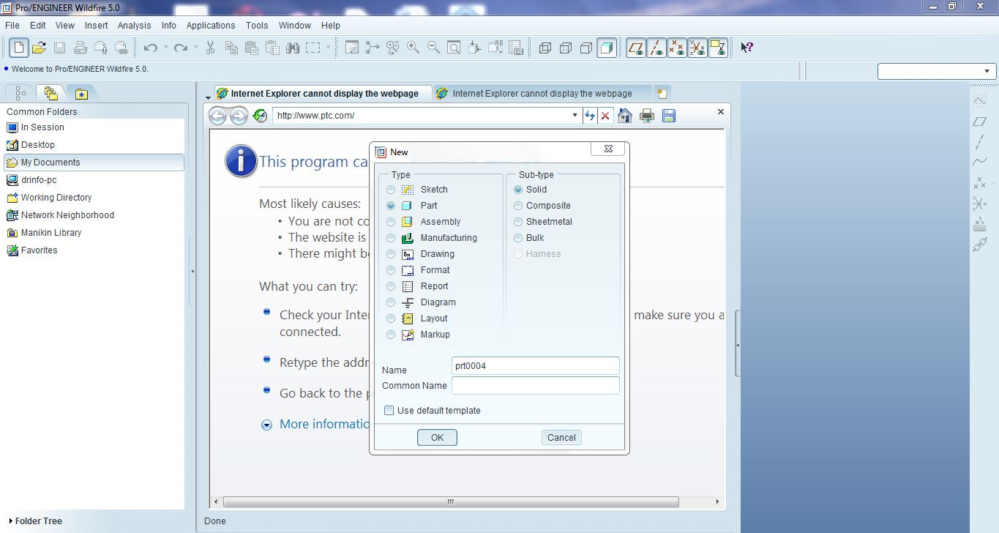 Pro/ENGINEER Wildfire 5.0
File Edit View Insert Analysis Info Applications Tools Window Help
Welcome to Pro/ENGINEER Wildfire 5.0.
Common Folders
In Session
Desktop
My Documents
drinfo-pc
Working Directory
Network Neighborhood
Manikin Library
Favorites
Folder Tree
Internet Explorer cannot display the webpage
Internet Explorer cannot display the webpage
http://www.ptc.com/
This program ca
Most likely causes:
You are not co
The website is
There might be
What you can try:
Check your Inte make sure you a
connected.
Retype the addr
Go back to the p
More informatio
Done
New
Type
Sketch
Part
Assembly
Manufacturing
Drawing
Format
Report
Diagram
Layout
Markup
Sub-type
Solid
Composite
Sheetmetal
Bulk
Harness
Name prt0004
Common Name
Use default template
OK Cancel